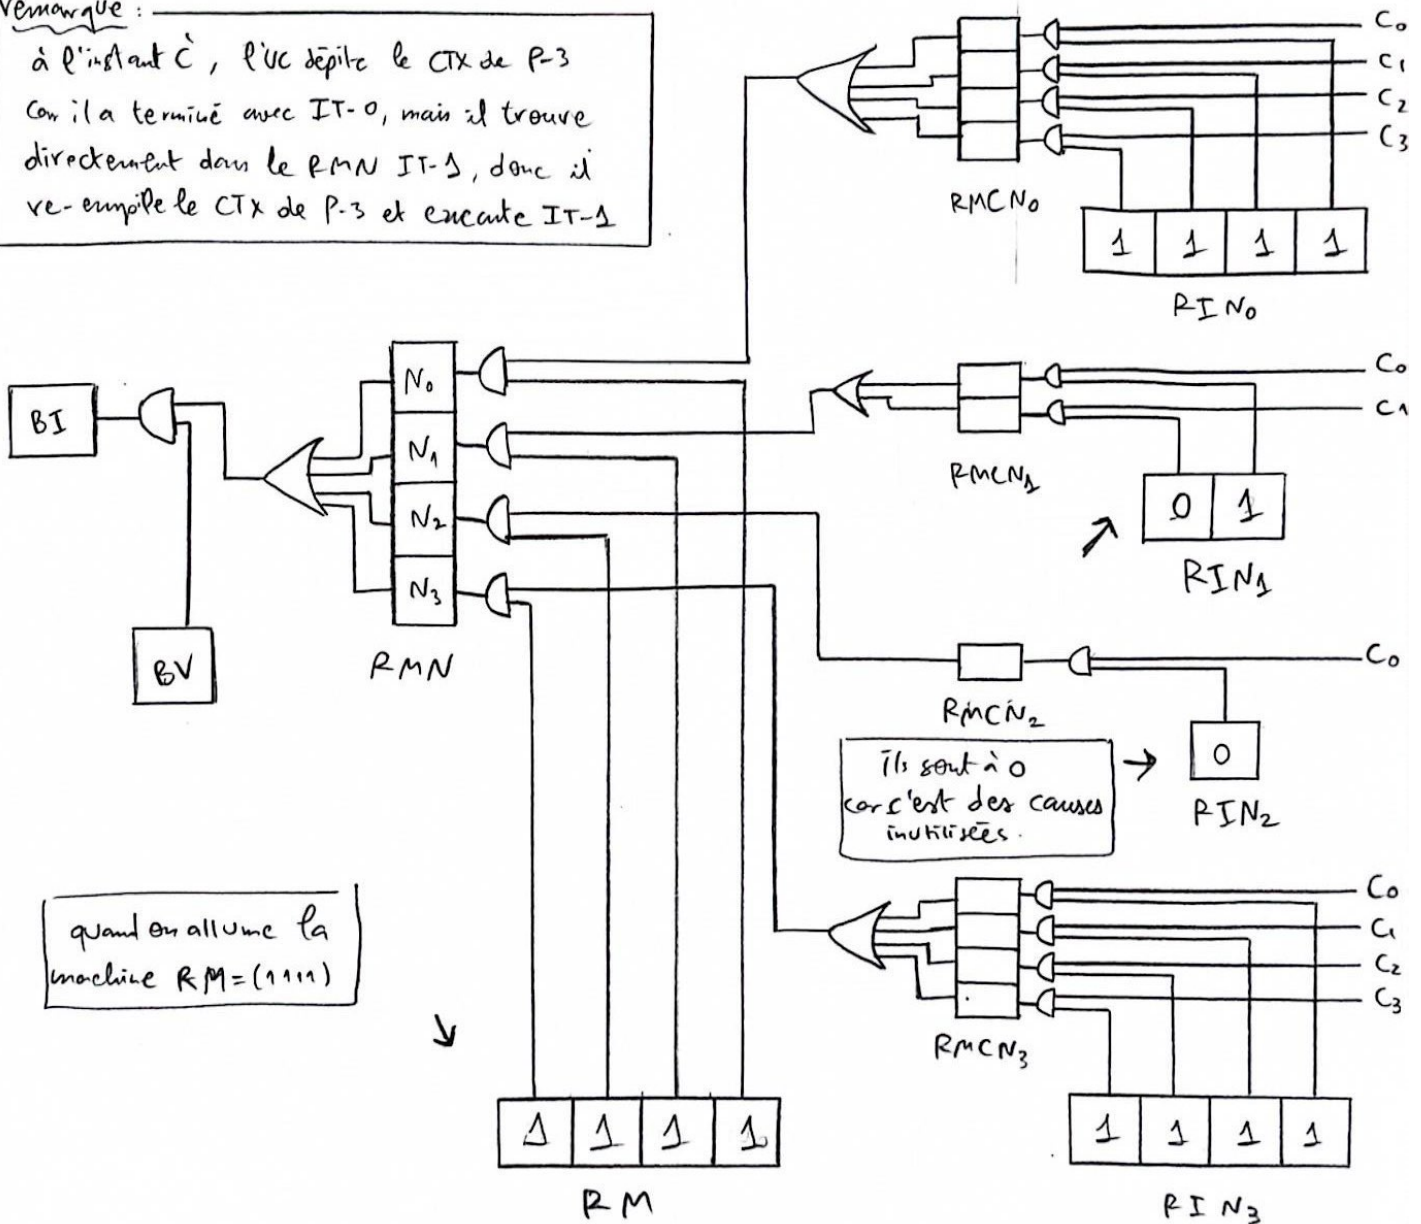 Remarque :
à l'instant C, l'UC dépile le CTX de P-3
car il a terminé avec IT-0, mais il trouve
directement dans le RMN IT-1, donc il
re-empile le CTX de P-3 et execute IT-1
C0
C1
C2
C3
RMCN0
1 1 1 1
RIN0
BI
BV
N0
N1
N2
N3
RMN
C0
C1
RMCN1
0 1
RIN1
C0
RMCN2
0
RIN2
ils sont à 0
car c'est des causes
inutilisées.
quand on allume la
machine RM=(1111)
C0
C1
C2
C3
RMCN3
1 1 1 1
RIN3
1 1 1 1
RM